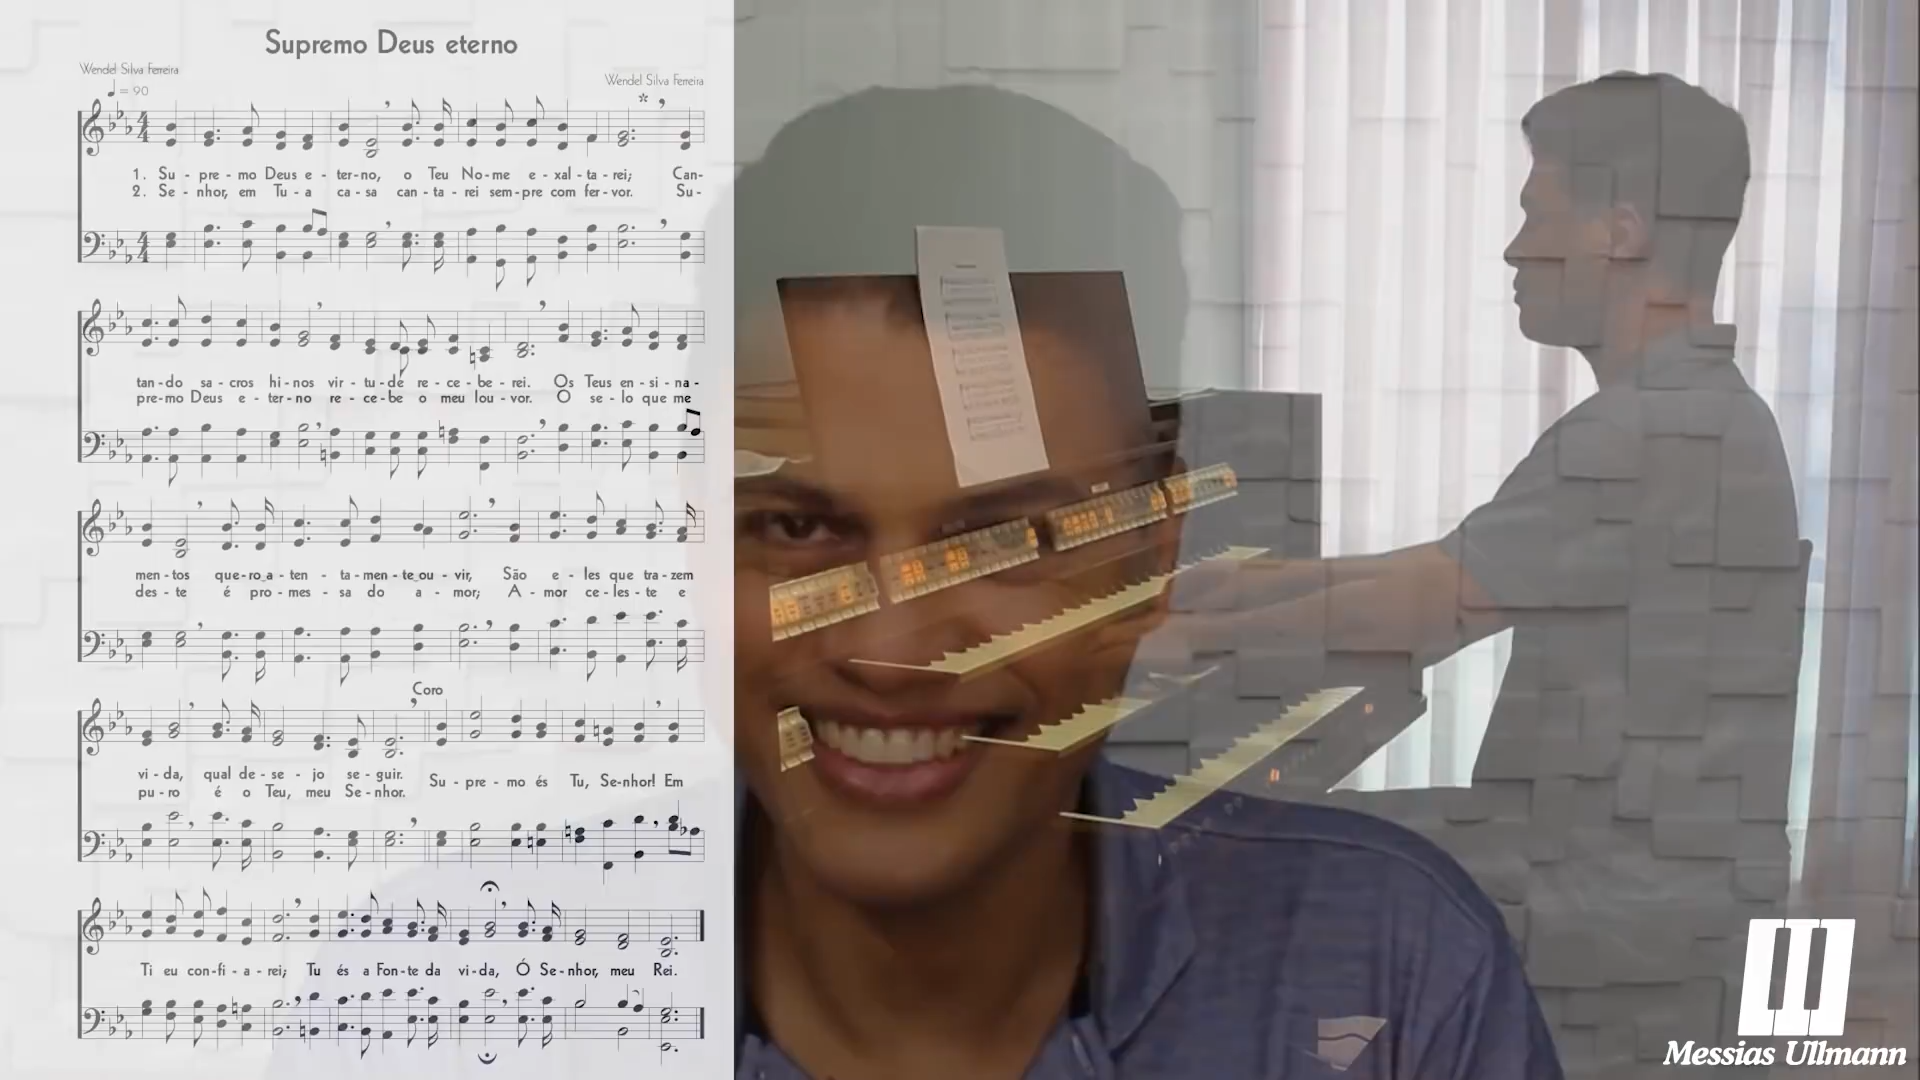 Supremo Deus eterno
Wendel Silva Ferreira
Wendel Silva Ferreira
♩ = 90
*
1. Su - pre - mo Deus e - ter-no, o Teu No-me e-xal-ta-rei; Can-
2. Se - nhor, em Tu - a ca-sa can-ta-rei sem-pre com fer-vor. Su-
tan-do sa-cros hi-nos vir-tu-de re-ce-be-rei. Os Teus en-si-na-
pre-mo Deus e-ter-no re-ce-be o meu lou-vor. O se-lo que me
men-tos que-ro_a-ten-ta-men-te_ou-vir, São e-les que tra-zem
des-te é pro-mes-sa do a-mor; A-mor ce-les-te e
Coro
vi-da, qual de-se-jo se-guir. Su-pre-mo és Tu, Se-nhor! Em
pu-ro é o Teu, meu Se-nhor.
Ti eu con-fi-a-rei; Tu és a Fon-te da vi-da, Ó Se-nhor, meu Rei.
Messias Ullmann